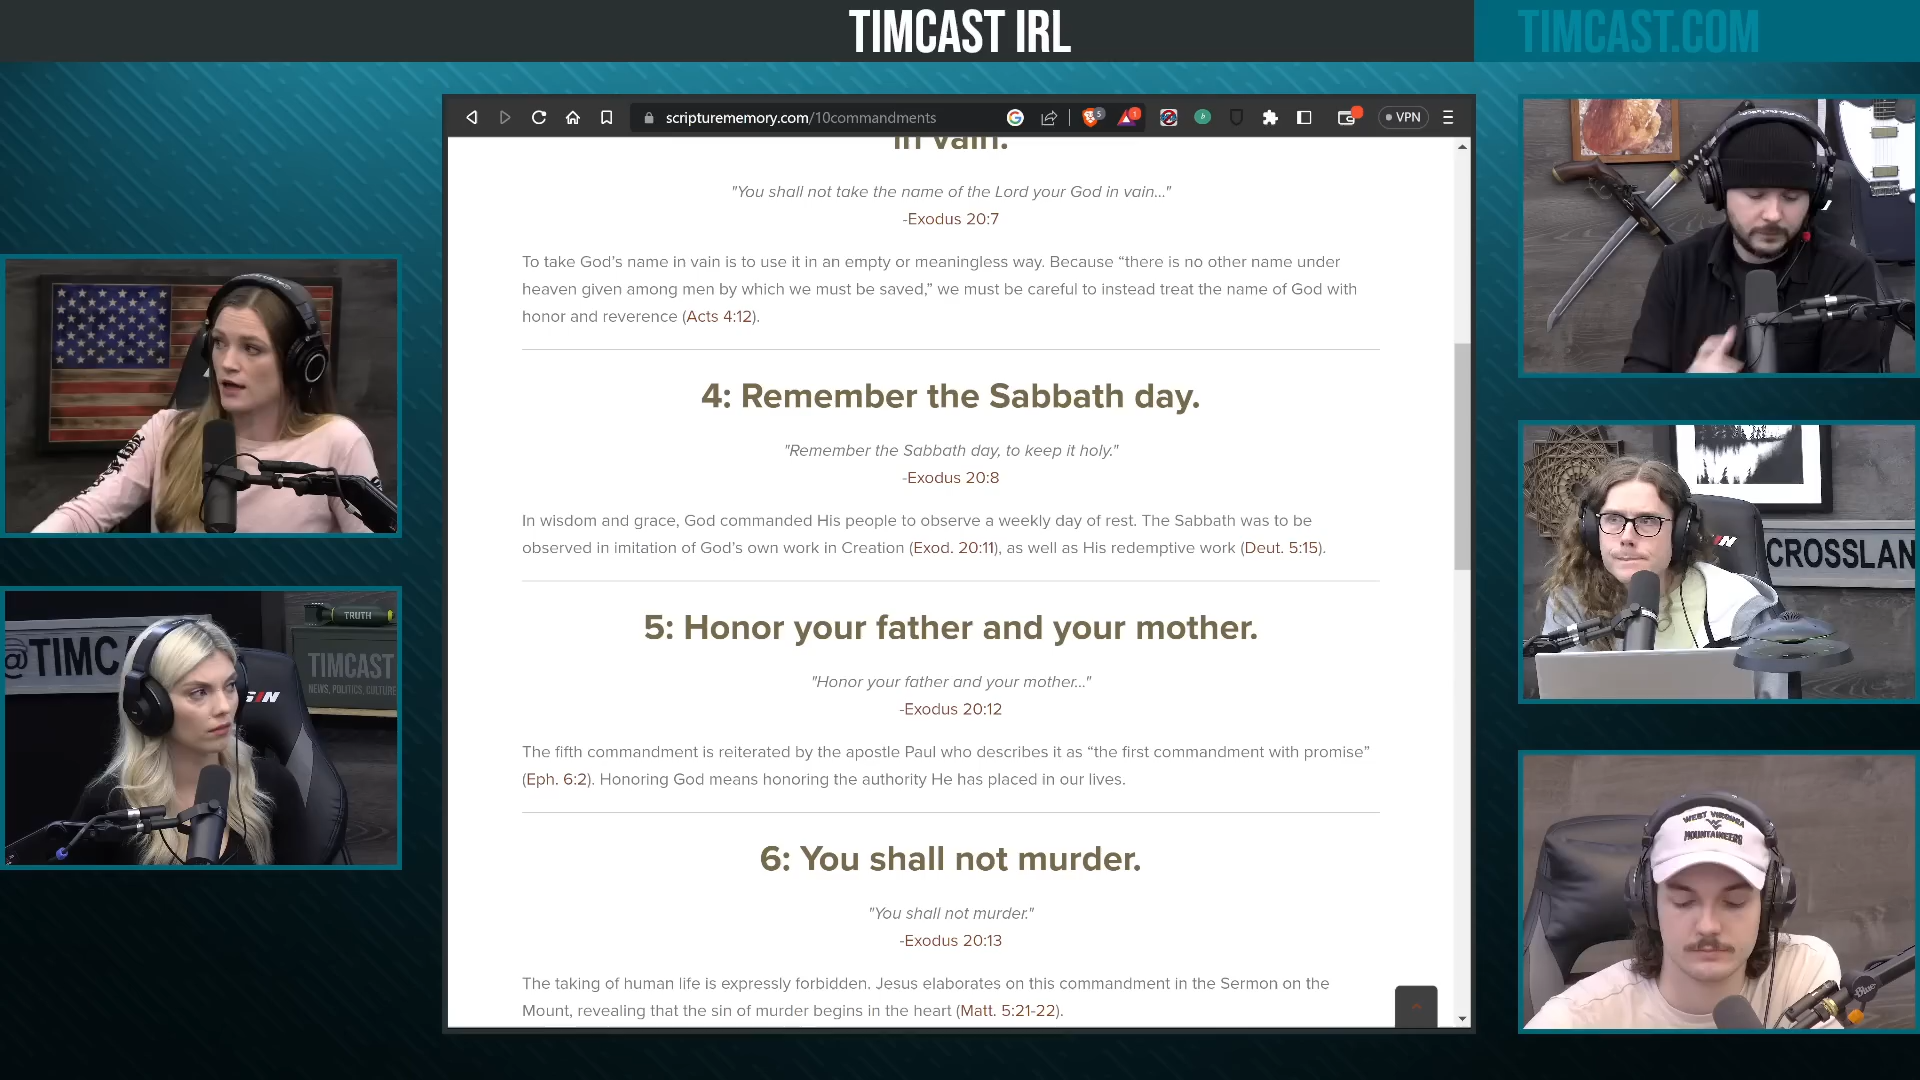 TIMCAST IRL
TIMCAST.COM
scripturememory.com/10commandments
VPN
in vain.
"You shall not take the name of the Lord your God in vain..."
-Exodus 20:7
To take God’s name in vain is to use it in an empty or meaningless way. Because “there is no other name under
heaven given among men by which we must be saved,” we must be careful to instead treat the name of God with
honor and reverence (Acts 4:12).
4: Remember the Sabbath day.
"Remember the Sabbath day, to keep it holy."
-Exodus 20:8
In wisdom and grace, God commanded His people to observe a weekly day of rest. The Sabbath was to be
observed in imitation of God’s own work in Creation (Exod. 20:11), as well as His redemptive work (Deut. 5:15).
5: Honor your father and your mother.
"Honor your father and your mother..."
-Exodus 20:12
The fifth commandment is reiterated by the apostle Paul who describes it as “the first commandment with promise”
(Eph. 6:2). Honoring God means honoring the authority He has placed in our lives.
6: You shall not murder.
"You shall not murder."
-Exodus 20:13
The taking of human life is expressly forbidden. Jesus elaborates on this commandment in the Sermon on the
Mount, revealing that the sin of murder begins in the heart (Matt. 5:21-22).
@TIMC
TRUTH
TIMCAST
NEWS, POLITICS, CULTURE
CROSSLAN
WEST VIRGINIA
MOUNTAINEERS
Blue